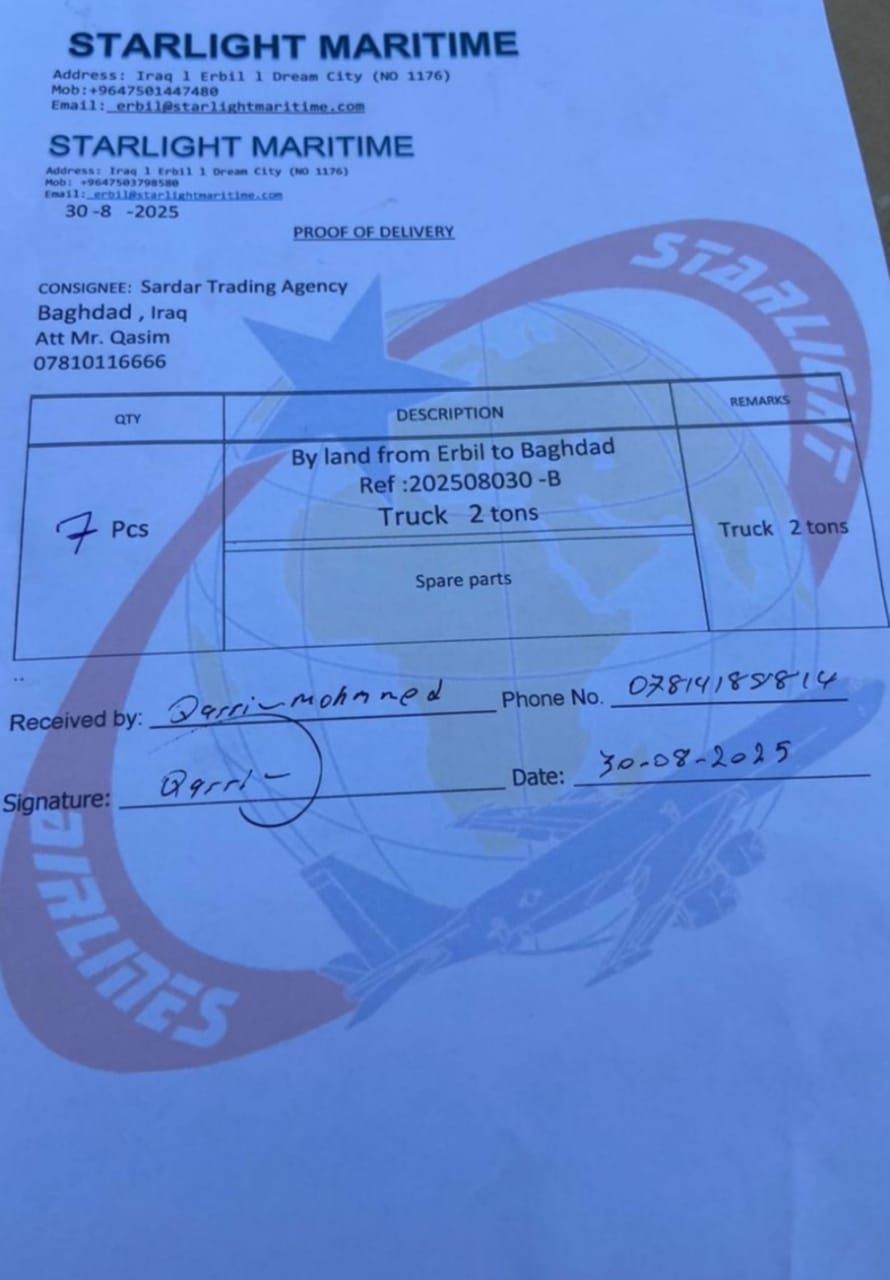 STARLIGHT MARITIME
Address: Iraq l Erbil l Dream City (NO 1176)
Mob:+9647501447480
Email: erbil@starlightmaritime.com
STARLIGHT MARITIME
Address: Iraq l Erbil l Dream City (NO 1176)
Mob: +9647503798580
Email: erbil@starlightmaritime.com
30 -8 -2025
PROOF OF DELIVERY
CONSIGNEE: Sardar Trading Agency
Baghdad , Iraq
Att Mr. Qasim
07810116666
QTY DESCRIPTION REMARKS
By land from Erbil to Baghdad
Ref :202508030 -B
Truck 2 tons
7 Pcs
Truck 2 tons
Spare parts
..
Received by: Phone No.
Signature: Date: 30-08-2025
STARLIGHT
AIRLINES